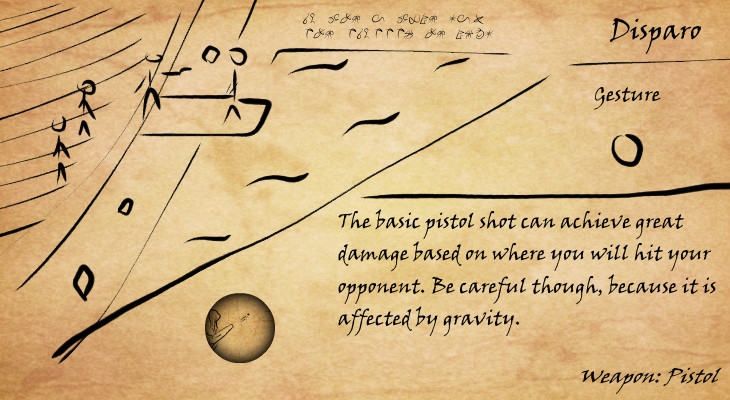 Disparo
Gesture
The basic pistol shot can achieve great
damage based on where you will hit your
opponent. Be careful though, because it is
affected by gravity.
Weapon: Pistol